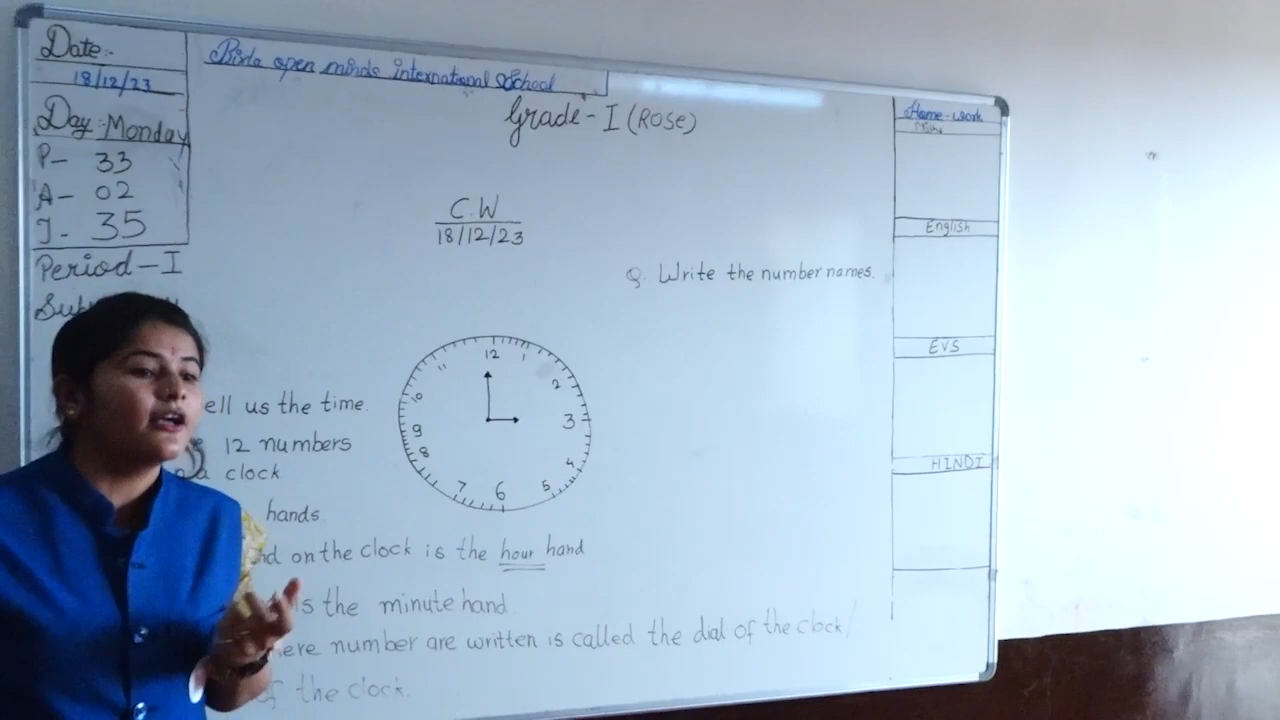 Date:-
18/12/23
Day:Monday
P- 33
A- 02
T- 35
Period-I
Birla open minds international School
Grade-I (ROSE)
C.W
18/12/23
Q. Write the number names.
12
1
2
3
4
5
6
7
8
9
10
11
ell us the time.
12 numbers
a clock
hands
nd on the clock is the hour hand
is the minute hand
ere number are written is called the dial of the clock/
of the clock.
Home-work
English
EVS
HINDI